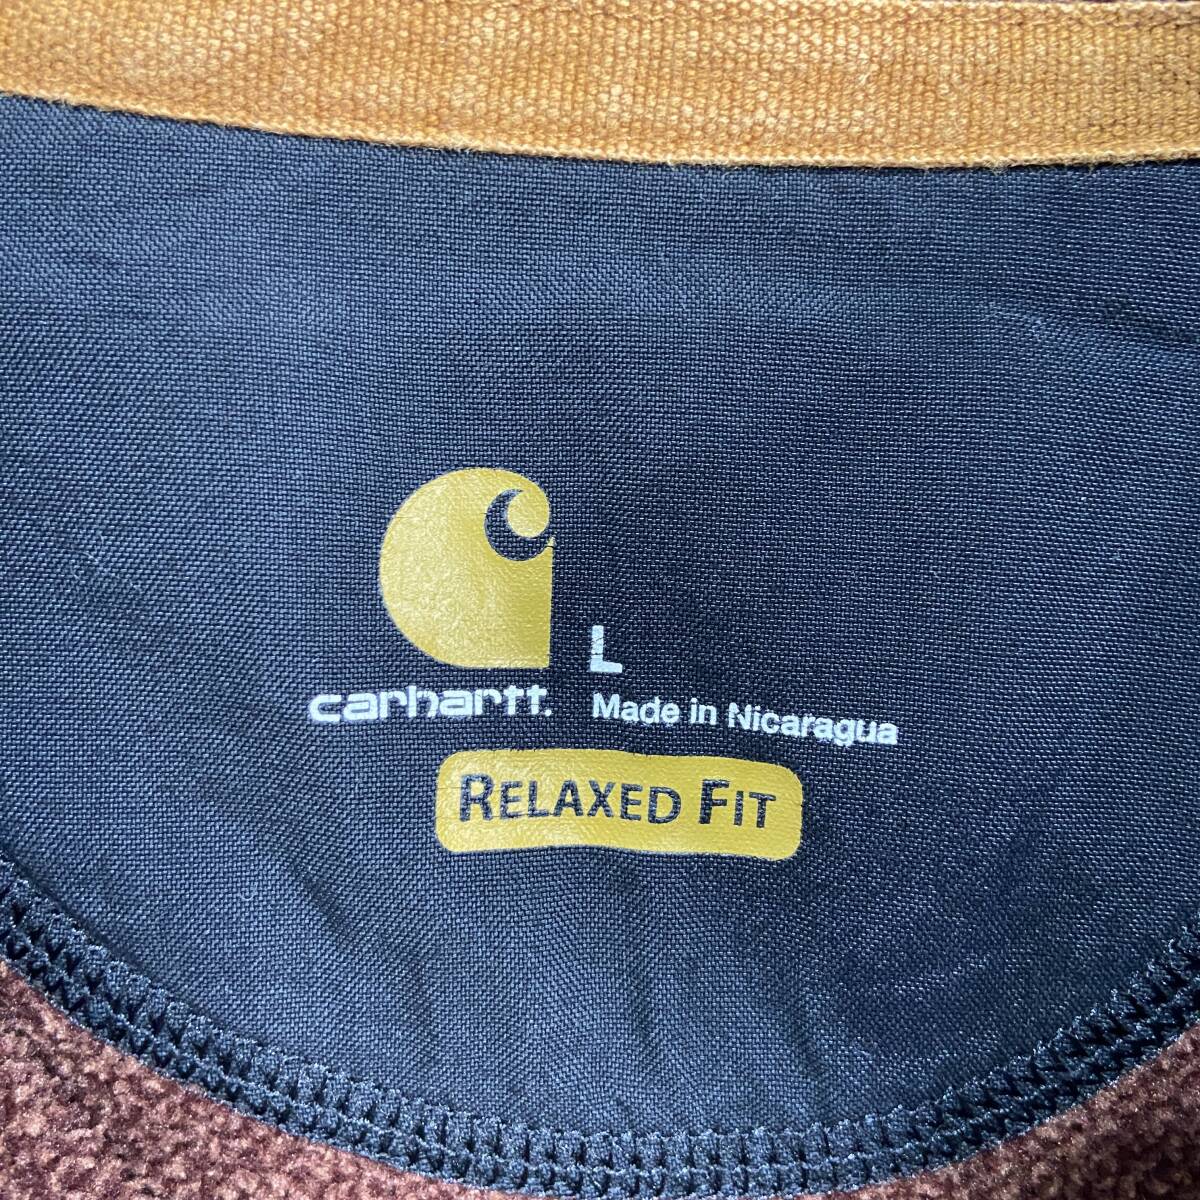 L
carhartt.
Made in Nicaragua
RELAXED FIT